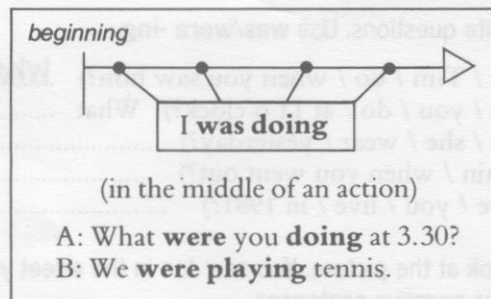 beginning
I was doing
(in the middle of an action)
A: What were you doing at 3.30?
B: We were playing tennis.